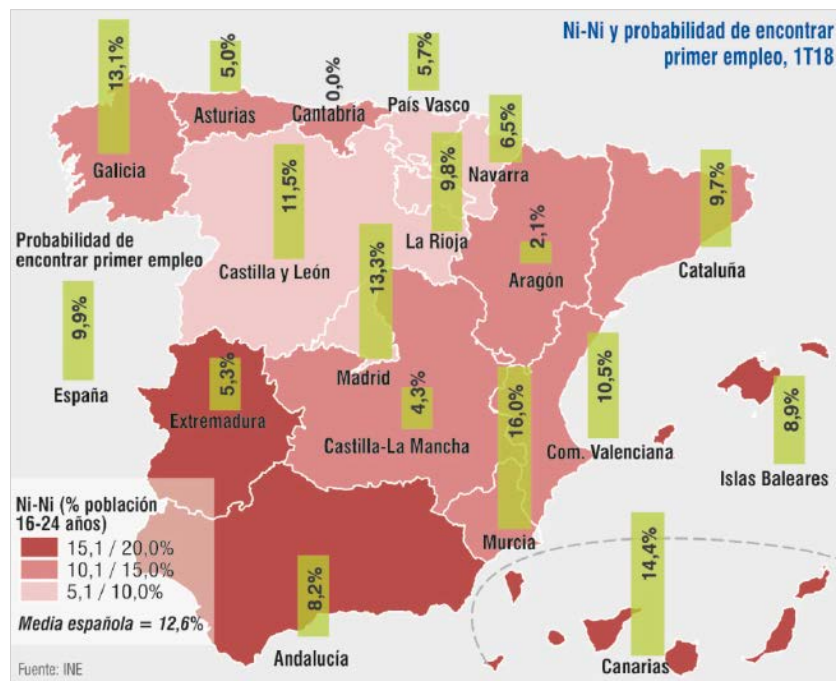 Ni-Ni y probabilidad de encontrar
primer empleo, 1T18
13,1%
Galicia
5,0%
Asturias
0,0%
Cantabria
5,7%
País Vasco
6,5%
Navarra
9,8%
La Rioja
11,5%
Castilla y León
2,1%
Aragón
9,7%
Cataluña
Probabilidad de
encontrar primer empleo
9,9%
España
13,3%
Madrid
5,3%
Extremadura
4,3%
Castilla-La Mancha
16,0%
Murcia
10,5%
Com. Valenciana
8,9%
Islas Baleares
8,2%
Andalucía
14,4%
Canarias
Ni-Ni (% población
16-24 años)
15,1 / 20,0%
10,1 / 15,0%
5,1 / 10,0%
Media española = 12,6%
Fuente: INE